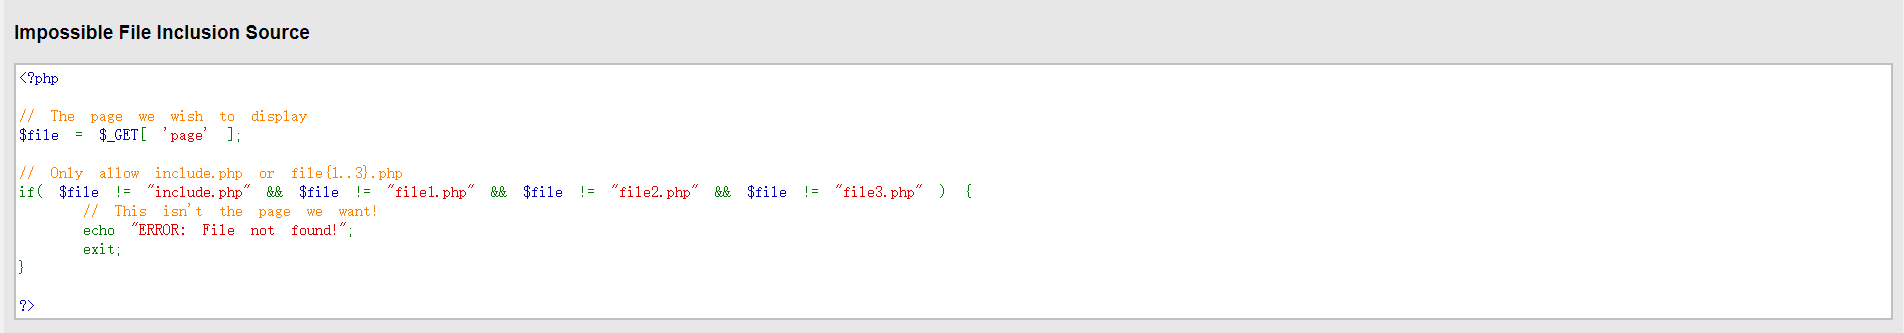 Impossible File Inclusion Source
<?php
// The page we wish to display
$file = $_GET[ 'page' ];
// Only allow include.php or file{1..3}.php
if( $file != "include.php" && $file != "file1.php" && $file != "file2.php" && $file != "file3.php" ) {
// This isn't the page we want!
echo "ERROR: File not found!";
exit;
}
?>